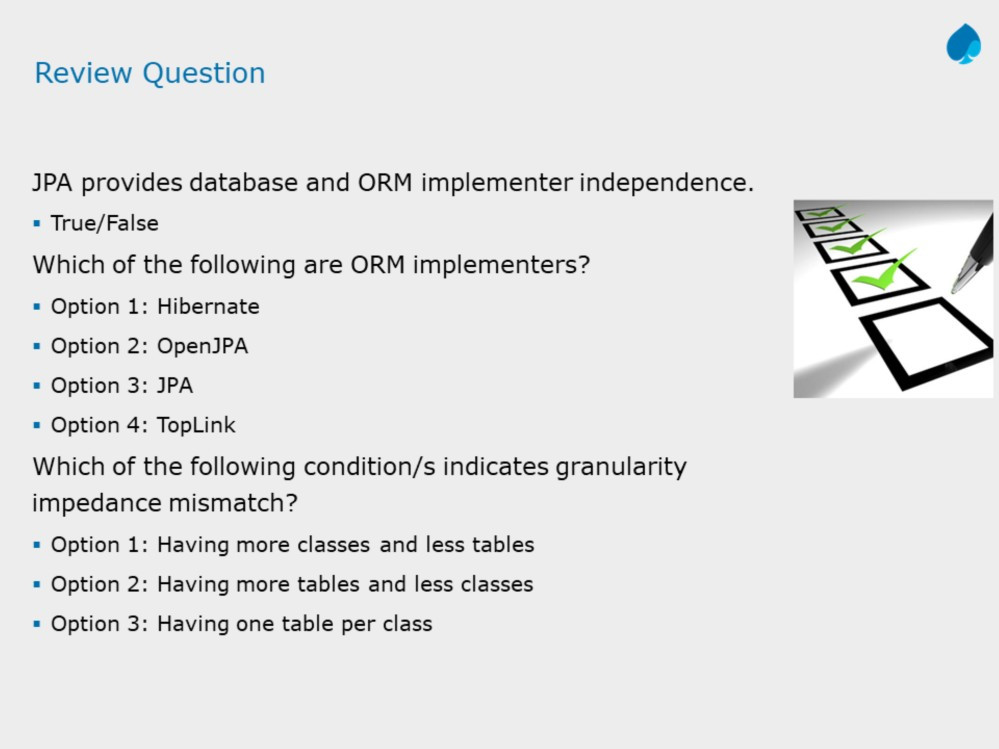 Review Question
JPA provides database and ORM implementer independence.
True/False
Which of the following are ORM implementers?
Option 1: Hibernate
Option 2: OpenJPA
Option 3: JPA
Option 4: TopLink
Which of the following condition/s indicates granularity
impedance mismatch?
Option 1: Having more classes and less tables
Option 2: Having more tables and less classes
Option 3: Having one table per class